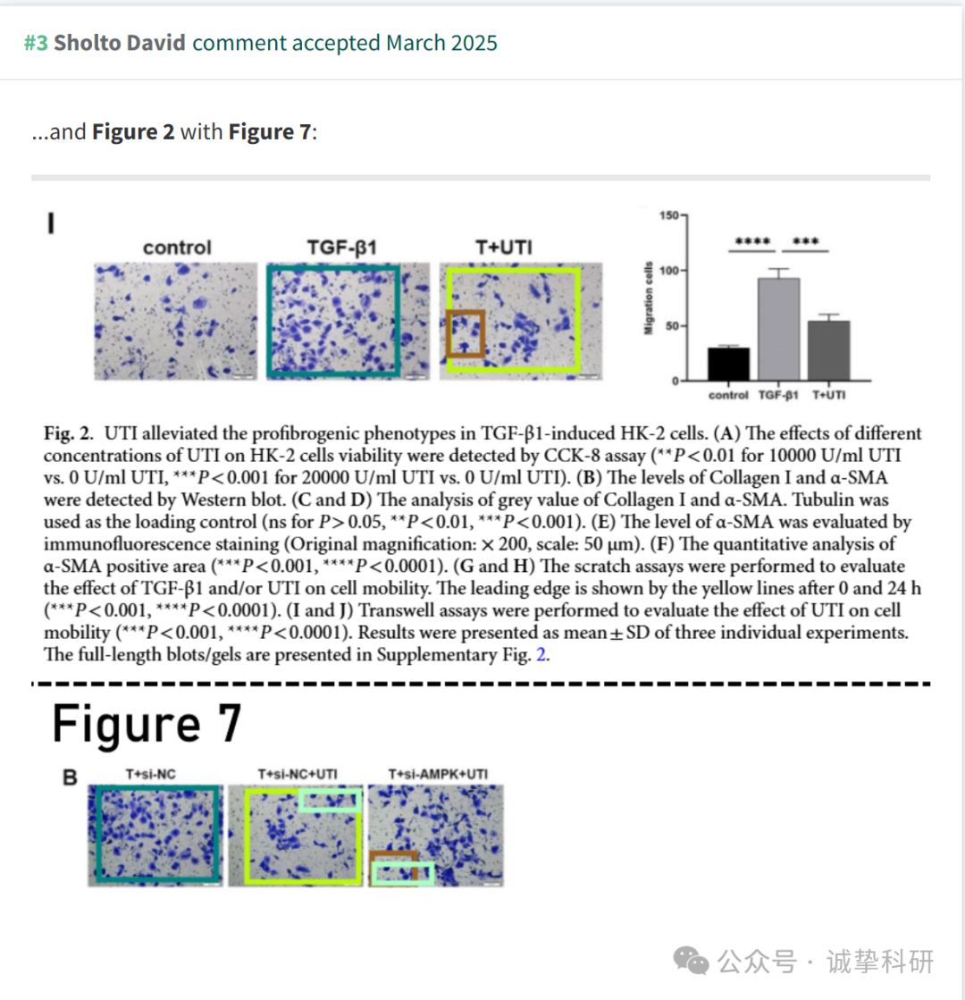 #3 Sholto David comment accepted March 2025
...and Figure 2 with Figure 7:
I
control TGF-β1 T+UTI
150
100
50
0
Migration cells
**** ***
control TGF-β1 T+UTI
Fig. 2. UTI alleviated the profibrogenic phenotypes in TGF-β1-induced HK-2 cells. (A) The effects of different
concentrations of UTI on HK-2 cells viability were detected by CCK-8 assay (**P<0.01 for 10000 U/ml UTI
vs. 0 U/ml UTI, ***P<0.001 for 20000 U/ml UTI vs. 0 U/ml UTI). (B) The levels of Collagen I and α-SMA
were detected by Western blot. (C and D) The analysis of grey value of Collagen I and α-SMA. Tubulin was
used as the loading control (ns for P>0.05, **P<0.01, ***P<0.001). (E) The level of α-SMA was evaluated by
immunofluorescence staining (Original magnification: × 200, scale: 50 μm). (F) The quantitative analysis of
α-SMA positive area (***P<0.001, ****P<0.0001). (G and H) The scratch assays were performed to evaluate
the effect of TGF-β1 and/or UTI on cell mobility. The leading edge is shown by the yellow lines after 0 and 24 h
(***P<0.001, ****P<0.0001). (I and J) Transwell assays were performed to evaluate the effect of UTI on cell
mobility (***P<0.001, ****P<0.0001). Results were presented as mean ± SD of three individual experiments.
The full-length blots/gels are presented in Supplementary Fig. 2.
Figure 7
B
T+si-NC T+si-NC+UTI T+si-AMPK+UTI
公众号 · 诚挚科研